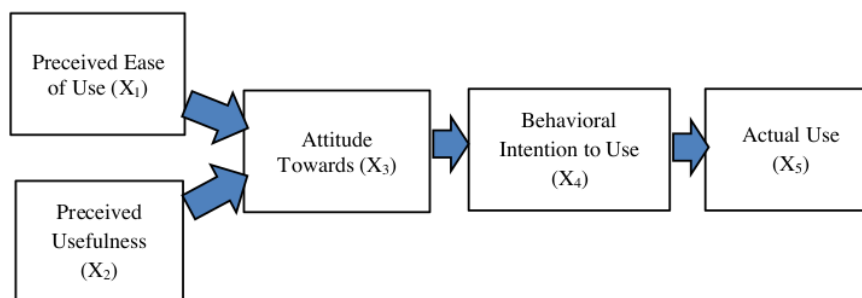 Preceived Ease
of Use (X₁)
Preceived
Usefulness
(X₂)
Attitude
Towards (X₃)
Behavioral
Intention to Use
(X₄)
Actual Use
(X₅)